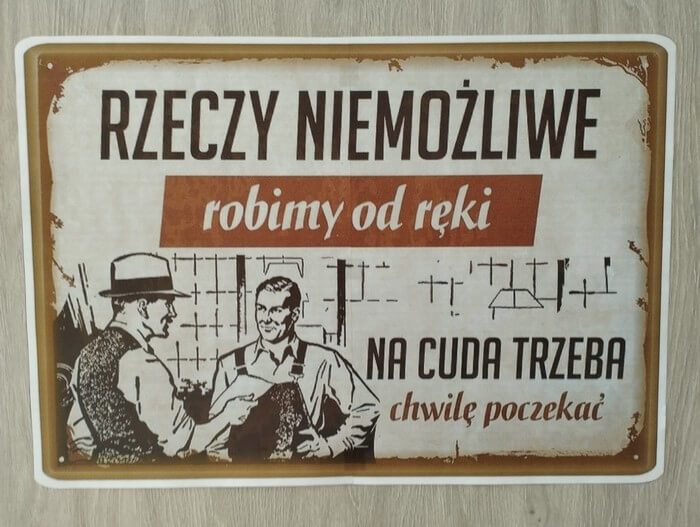 RZECZY NIEMOŻLIWE
robimy od ręki
NA CUDA TRZEBA
chwilę poczekać